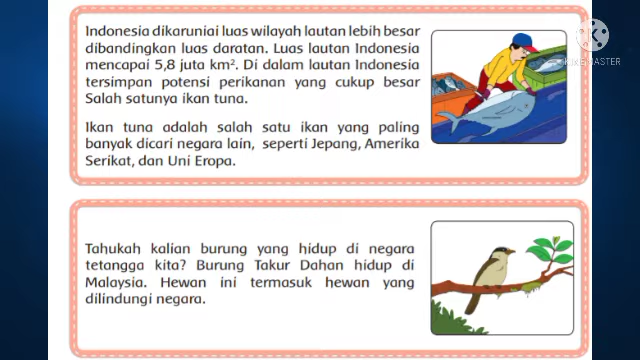 Indonesia dikaruniai luas wilayah lautan lebih besar
dibandingkan luas daratan. Luas lautan Indonesia
mencapai 5,8 juta km². Di dalam lautan Indonesia
tersimpan potensi perikanan yang cukup besar
Salah satunya ikan tuna.
Ikan tuna adalah salah satu ikan yang paling
banyak dicari negara lain, seperti Jepang, Amerika
Serikat, dan Uni Eropa.
KINEMASTER
Tahukah kalian burung yang hidup di negara
tetangga kita? Burung Takur Dahan hidup di
Malaysia. Hewan ini termasuk hewan yang
dilindungi negara.